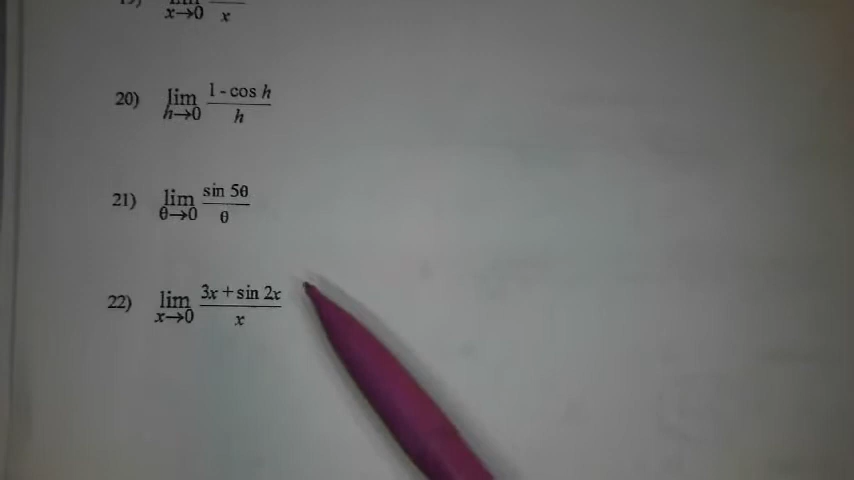 x→0 x
20) lim h→0 1 - cos h / h
21) lim θ→0 sin 5θ / θ
22) lim x→0 3x + sin 2x / x